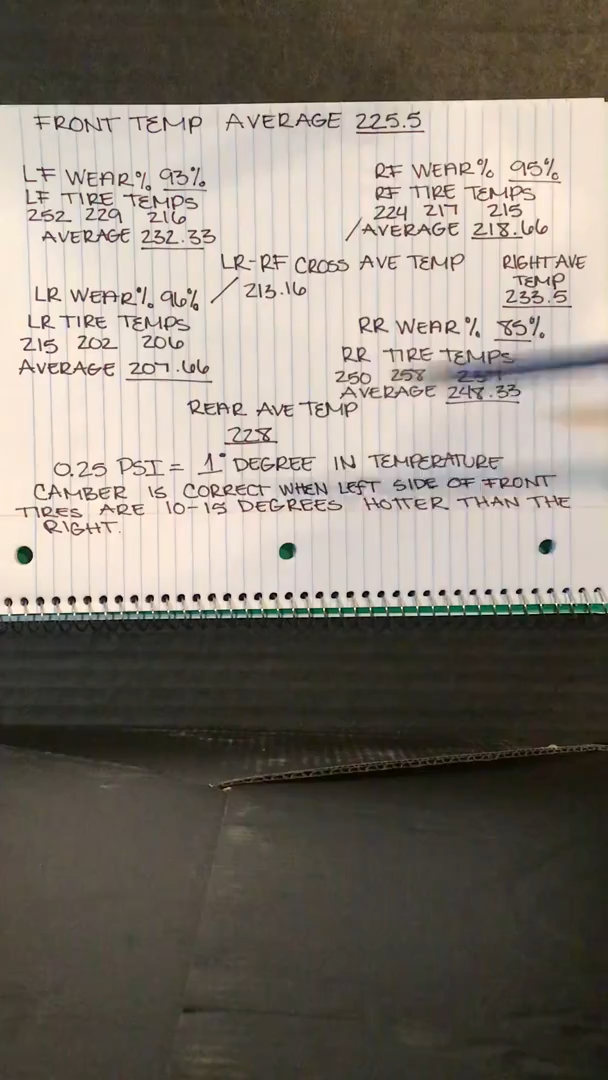 FRONT TEMP AVERAGE 225.5
LF WEAR% 93%
LF TIRE TEMPS
252 229 216
AVERAGE 232.33
RF WEAR% 95%
RF TIRE TEMPS
224 217 215
AVERAGE 218.66
LR-RF CROSS AVE TEMP
213.16
RIGHT AVE
TEMP
233.5
LR WEAR% 96%
LR TIRE TEMPS
215 202 206
AVERAGE 207.66
RR WEAR% 85%
RR TIRE TEMPS
250 258
AVERAGE 248.33
REAR AVE TEMP
228
0.25 PSI = 1° DEGREE IN TEMPERATURE
CAMBER IS CORRECT WHEN LEFT SIDE OF FRONT
TIRES ARE 10-15 DEGREES HOTTER THAN THE
RIGHT.